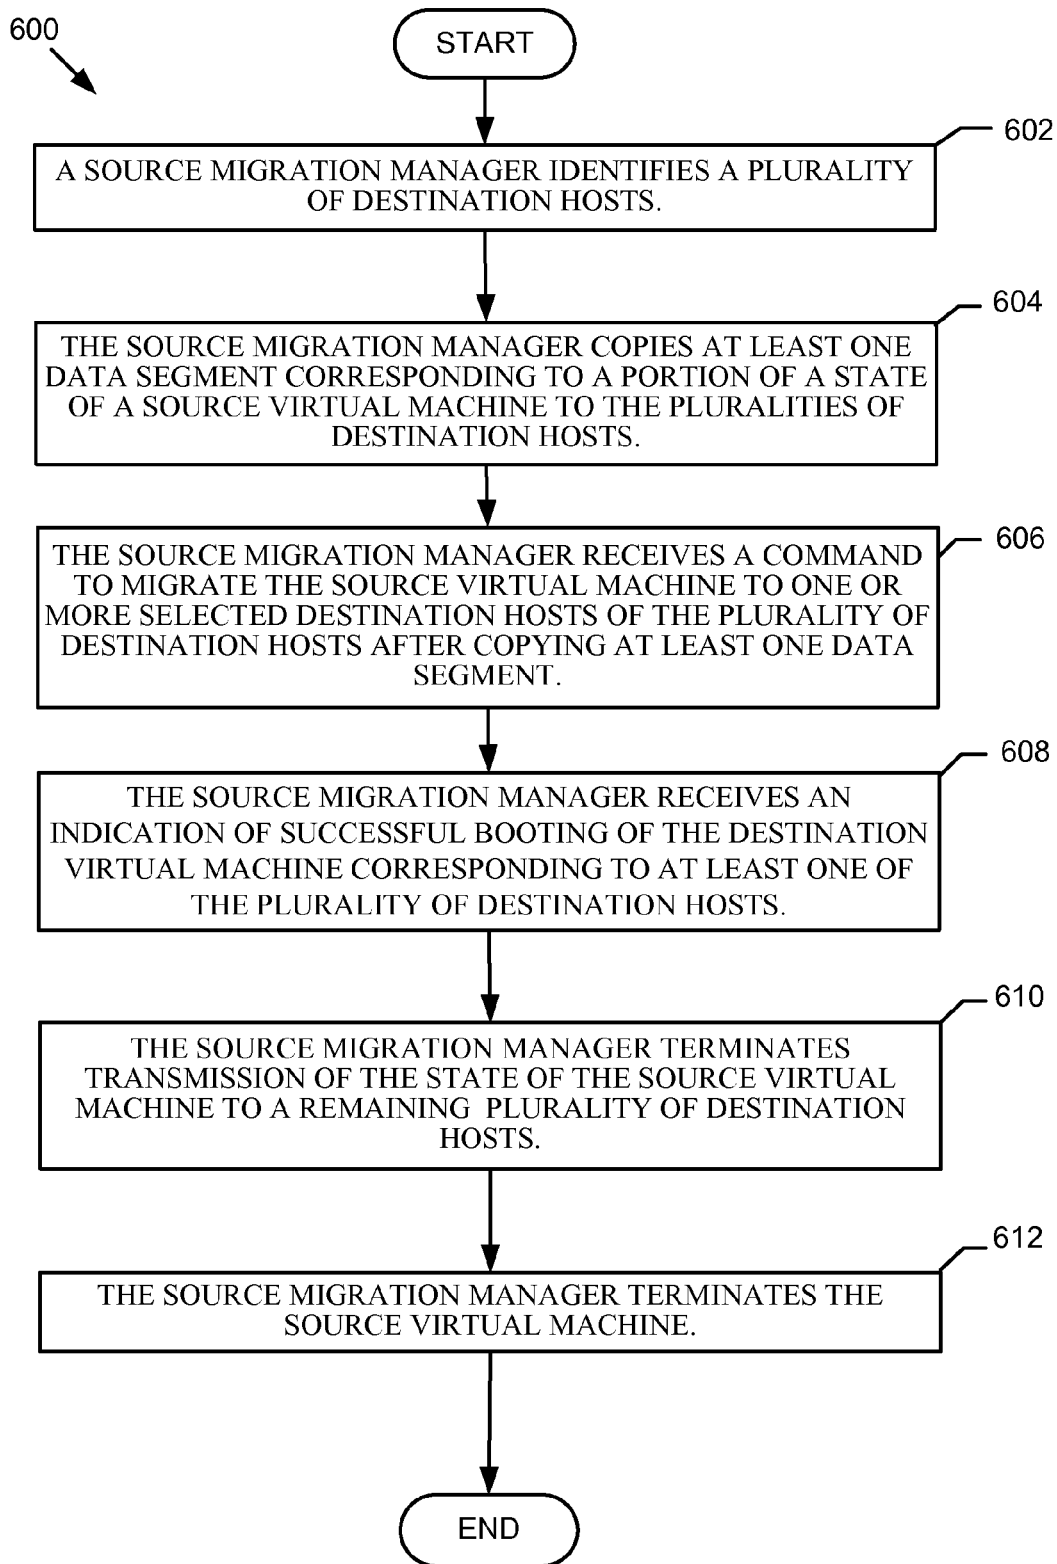 600
START
602
A SOURCE MIGRATION MANAGER IDENTIFIES A PLURALITY
OF DESTINATION HOSTS.
604
THE SOURCE MIGRATION MANAGER COPIES AT LEAST ONE
DATA SEGMENT CORRESPONDING TO A PORTION OF A STATE
OF A SOURCE VIRTUAL MACHINE TO THE PLURALITIES OF
DESTINATION HOSTS.
606
THE SOURCE MIGRATION MANAGER RECEIVES A COMMAND
TO MIGRATE THE SOURCE VIRTUAL MACHINE TO ONE OR
MORE SELECTED DESTINATION HOSTS OF THE PLURALITY OF
DESTINATION HOSTS AFTER COPYING AT LEAST ONE DATA
SEGMENT.
608
THE SOURCE MIGRATION MANAGER RECEIVES AN
INDICATION OF SUCCESSFUL BOOTING OF THE DESTINATION
VIRTUAL MACHINE CORRESPONDING TO AT LEAST ONE OF
THE PLURALITY OF DESTINATION HOSTS.
610
THE SOURCE MIGRATION MANAGER TERMINATES
TRANSMISSION OF THE STATE OF THE SOURCE VIRTUAL
MACHINE TO A REMAINING PLURALITY OF DESTINATION
HOSTS.
612
THE SOURCE MIGRATION MANAGER TERMINATES THE
SOURCE VIRTUAL MACHINE.
END